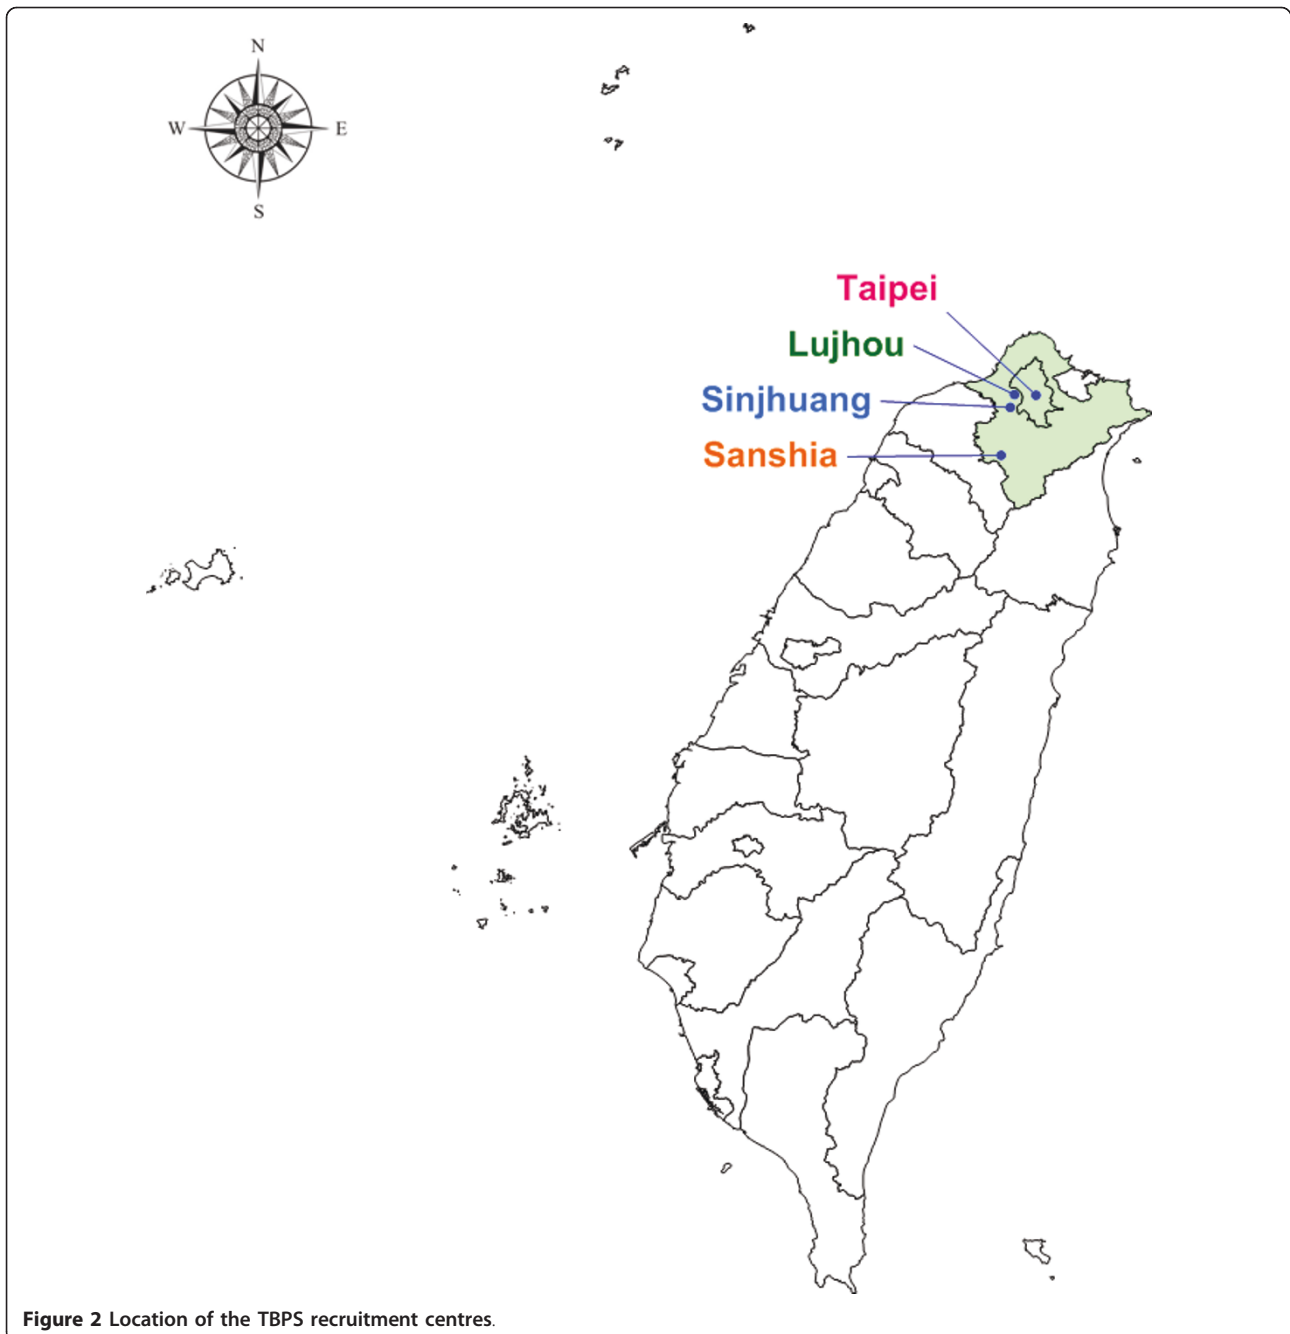 N
W E
S
Taipei
Lujhou
Sinjhuang
Sanshia
Figure 2 Location of the TBPS recruitment centres.